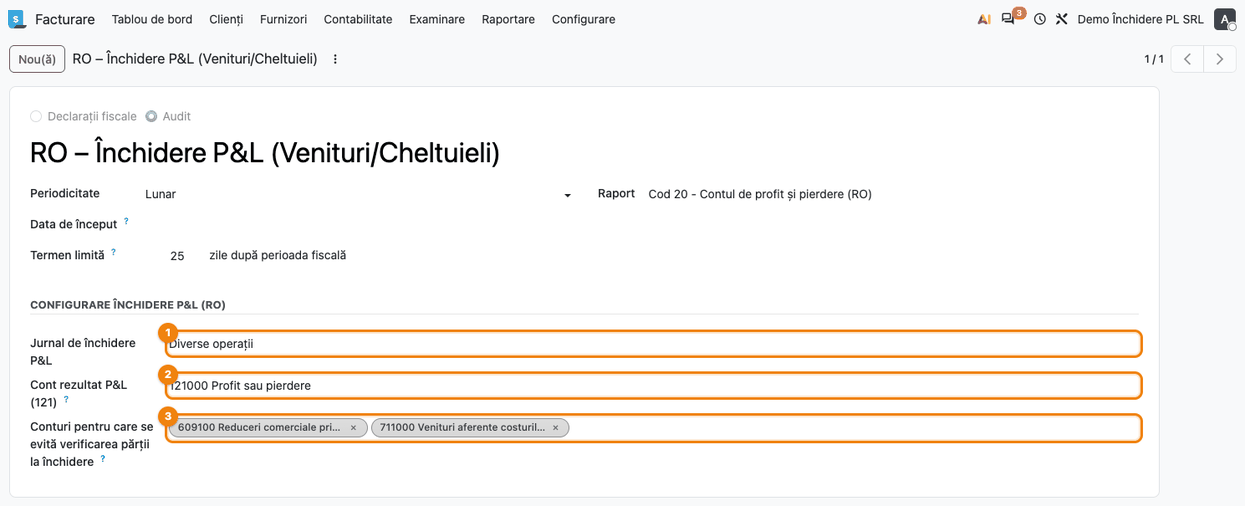 Facturare Tablou de bord Clienți Furnizori Contabilitate Examinare Raportare Configurare AI 3 Demo Închidere PL SRL A
Nou(ă) RO – Închidere P&L (Venituri/Cheltuieli) 1 / 1
Declarații fiscale Audit
RO – Închidere P&L (Venituri/Cheltuieli)
Periodicitate Lunar Raport Cod 20 - Contul de profit și pierdere (RO)
Data de început ?
Termen limită ? 25 zile după perioada fiscală
CONFIGURARE ÎNCHIDERE P&L (RO)
1
Jurnal de închidere Diverse operații
P&L
2
Cont rezultat P&L 121000 Profit sau pierdere
(121) ?
3
Conturi pentru care se 609100 Reduceri comerciale pri... × 711000 Venituri aferente costuril... ×
evită verificarea părții
la închidere ?